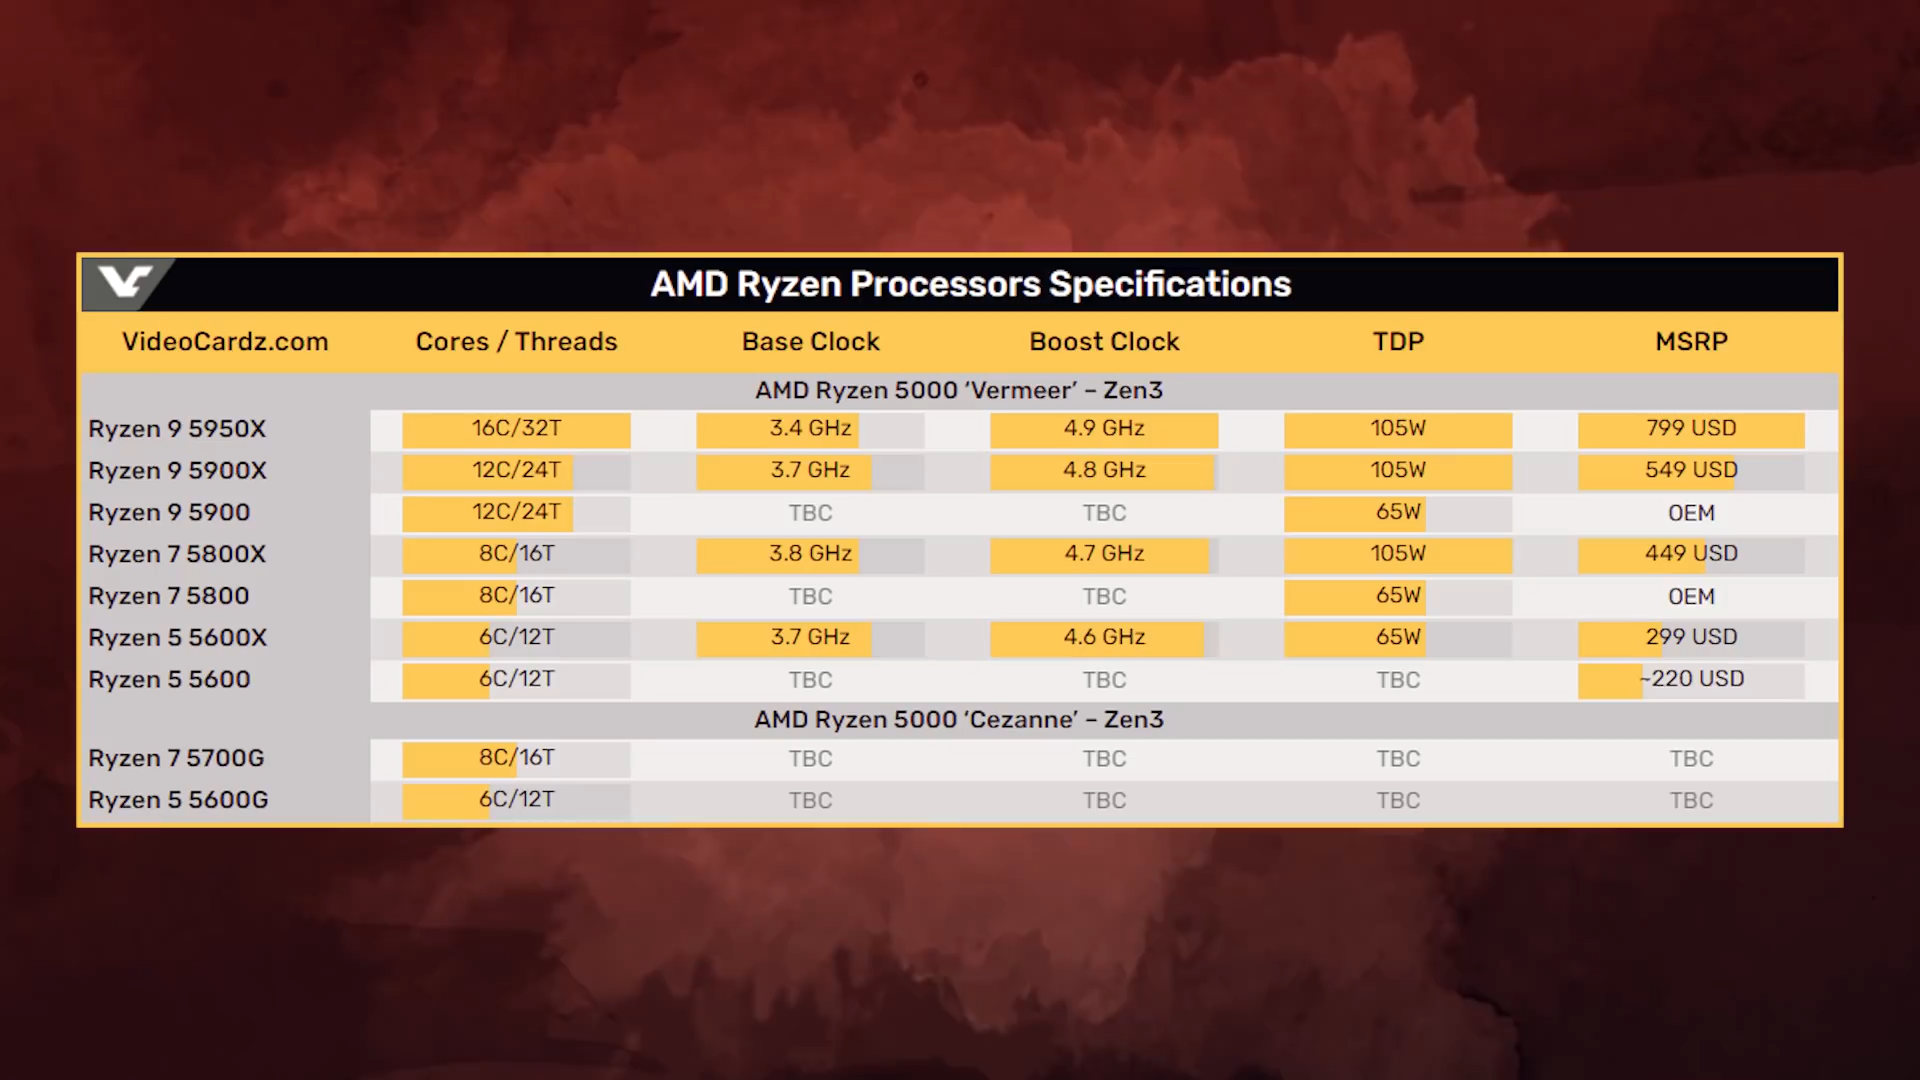 AMD Ryzen Processors Specifications
VideoCardz.com Cores / Threads Base Clock Boost Clock TDP MSRP
AMD Ryzen 5000 ‘Vermeer’ – Zen3
Ryzen 9 5950X 16C/32T 3.4 GHz 4.9 GHz 105W 799 USD
Ryzen 9 5900X 12C/24T 3.7 GHz 4.8 GHz 105W 549 USD
Ryzen 9 5900 12C/24T TBC TBC 65W OEM
Ryzen 7 5800X 8C/16T 3.8 GHz 4.7 GHz 105W 449 USD
Ryzen 7 5800 8C/16T TBC TBC 65W OEM
Ryzen 5 5600X 6C/12T 3.7 GHz 4.6 GHz 65W 299 USD
Ryzen 5 5600 6C/12T TBC TBC TBC ~220 USD
AMD Ryzen 5000 ‘Cezanne’ – Zen3
Ryzen 7 5700G 8C/16T TBC TBC TBC TBC
Ryzen 5 5600G 6C/12T TBC TBC TBC TBC